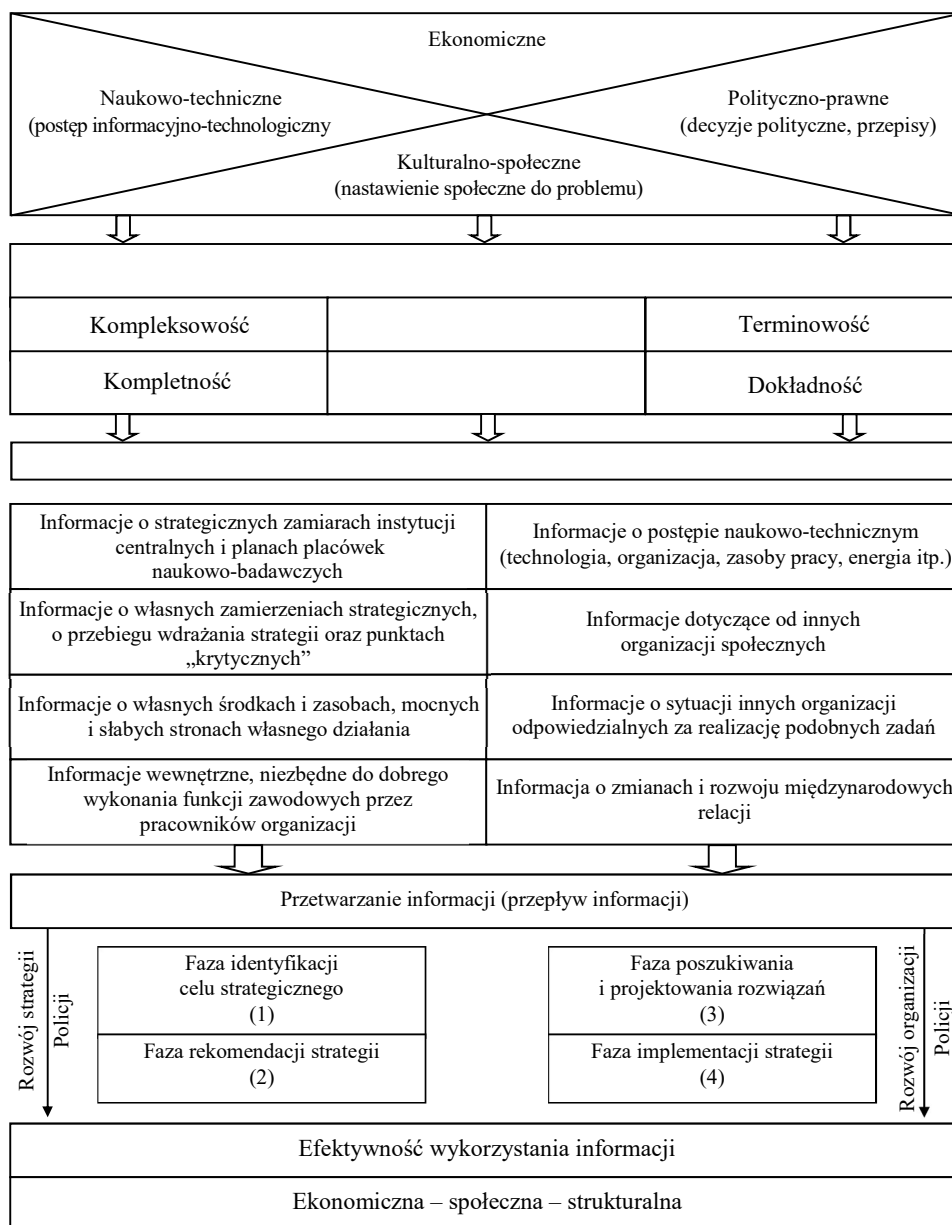 Ekonomiczne
Naukowo-techniczne
(postęp informacyjno-technologiczny
Polityczno-prawne
(decyzje polityczne, przepisy)
Kulturalno-społeczne
(nastawienie społeczne do problemu)
Kompleksowość
Terminowość
Kompletność
Dokładność
Informacje o strategicznych zamiarach instytucji
centralnych i planach placówek
naukowo-badawczych
Informacje o postępie naukowo-technicznym
(technologia, organizacja, zasoby pracy, energia itp.)
Informacje o własnych zamierzeniach strategicznych,
o przebiegu wdrażania strategii oraz punktach
„krytycznych”
Informacje dotyczące od innych
organizacji społecznych
Informacje o własnych środkach i zasobach, mocnych
i słabych stronach własnego działania
Informacje o sytuacji innych organizacji
odpowiedzialnych za realizację podobnych zadań
Informacje wewnętrzne, niezbędne do dobrego
wykonania funkcji zawodowych przez
pracowników organizacji
Informacja o zmianach i rozwoju międzynarodowych
relacji
Przetwarzanie informacji (przepływ informacji)
Rozwój strategii
Policji
Faza identyfikacji
celu strategicznego
(1)
Faza rekomendacji strategii
(2)
Faza poszukiwania
i projektowania rozwiązań
(3)
Faza implementacji strategii
(4)
Rozwój organizacji
Policji
Efektywność wykorzystania informacji
Ekonomiczna – społeczna – strukturalna